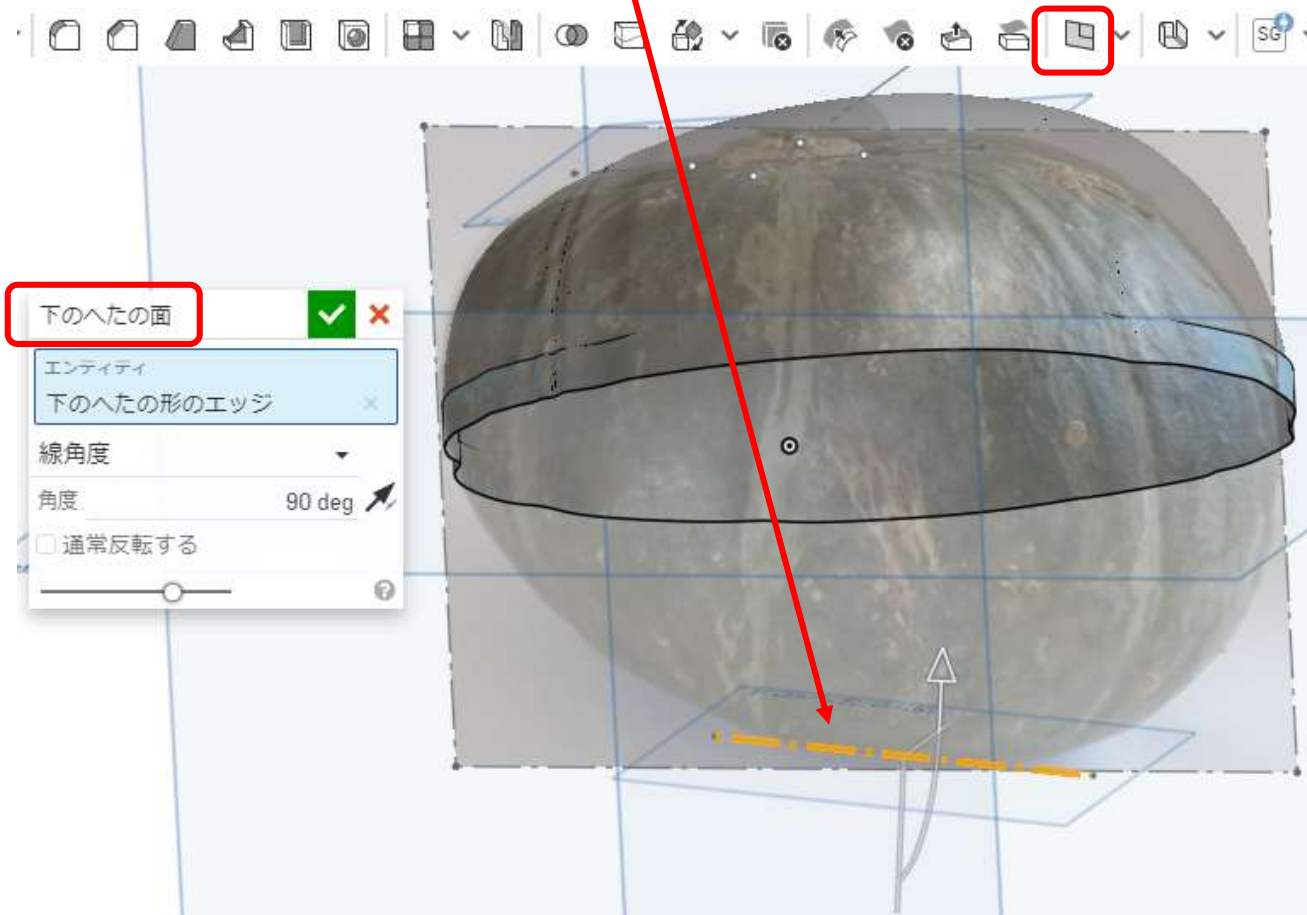 SG
下のへたの面
エンティティ
下のへたの形のエッジ
線角度
角度 90 deg
通常反転する